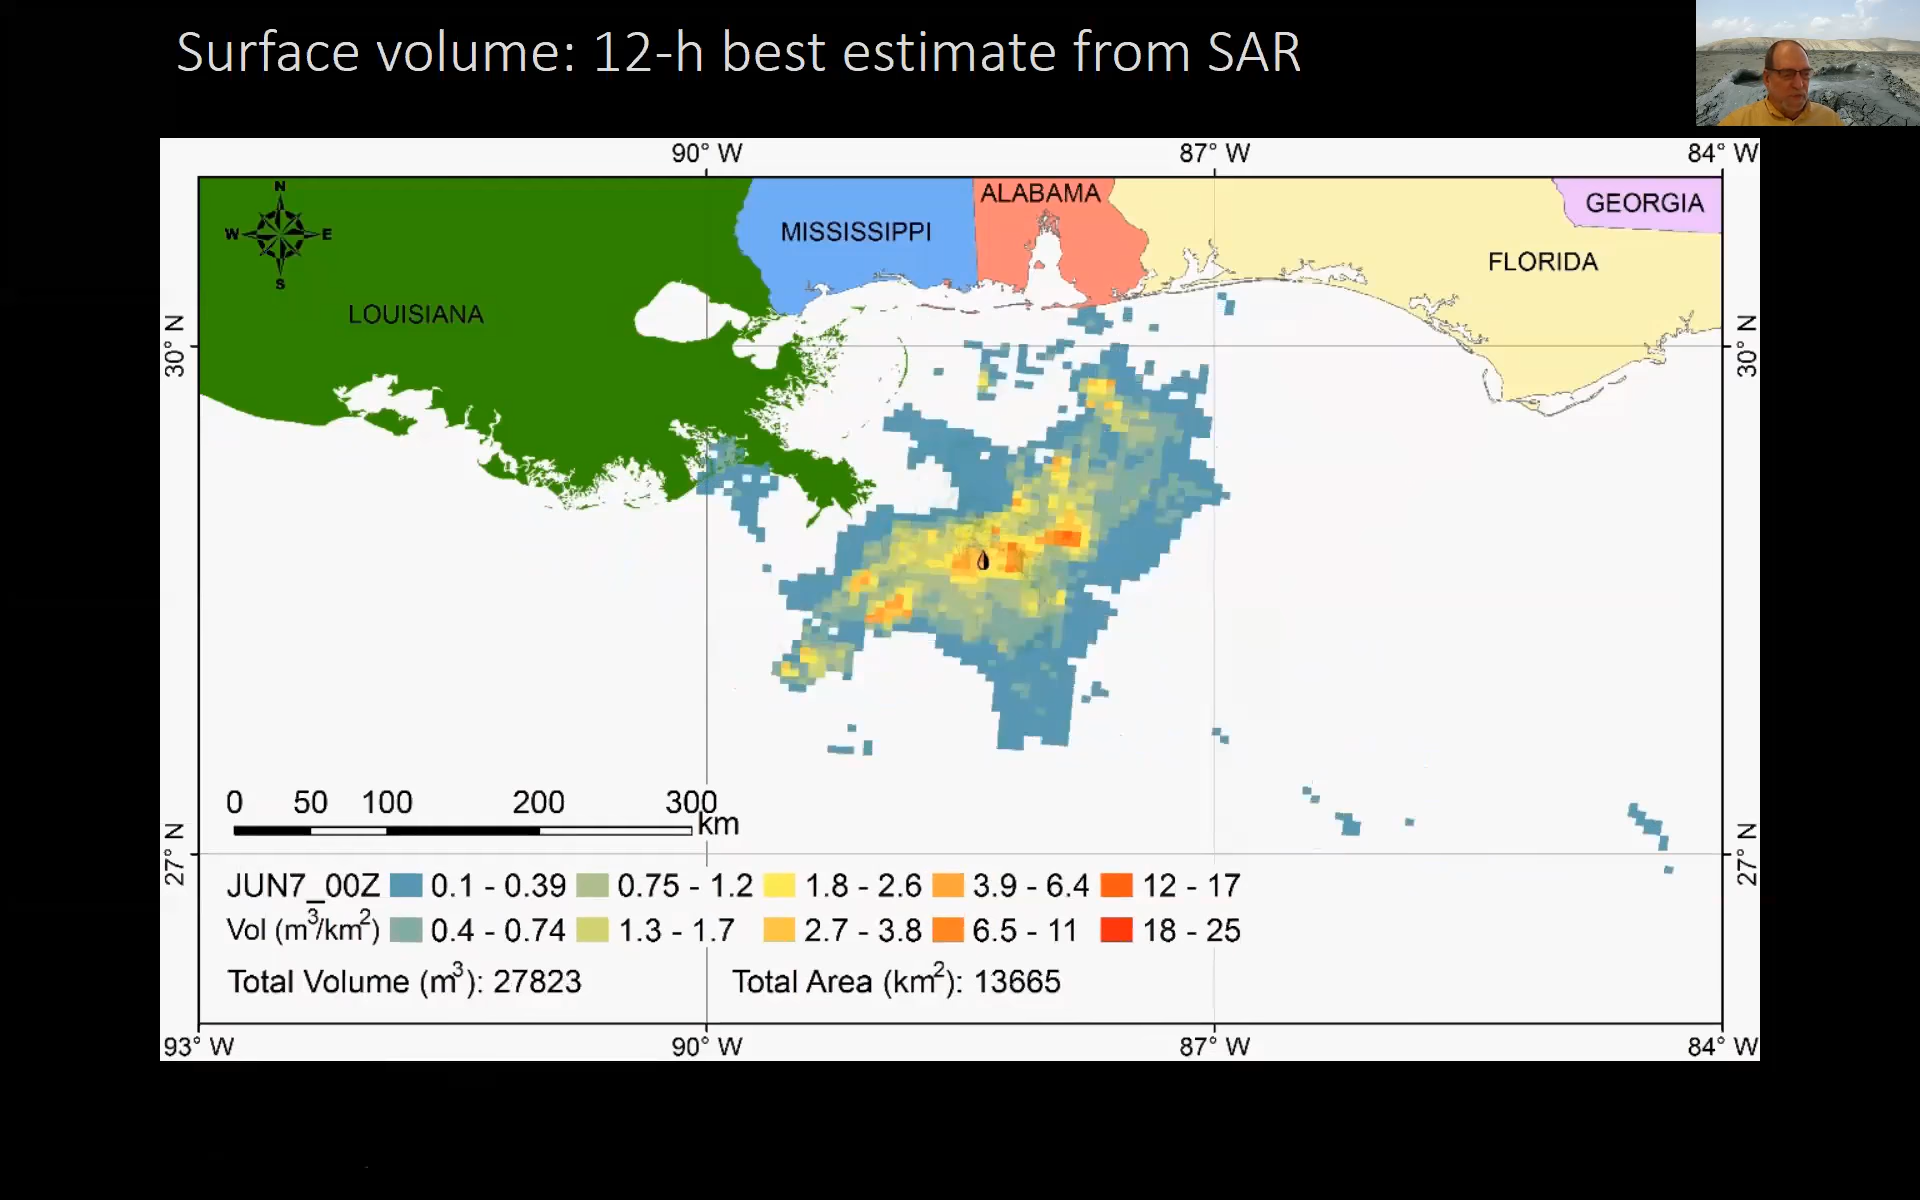 Surface volume: 12-h best estimate from SAR
90° W 87° W 84° W
N
W E
S
LOUISIANA
MISSISSIPPI
ALABAMA
GEORGIA
FLORIDA
30° N
30° N
0 50 100 200 300
km
27° N
27° N
JUN7_00Z 0.1 - 0.39 0.75 - 1.2 1.8 - 2.6 3.9 - 6.4 12 - 17
Vol (m³/km²) 0.4 - 0.74 1.3 - 1.7 2.7 - 3.8 6.5 - 11 18 - 25
Total Volume (m³): 27823 Total Area (km²): 13665
93° W 90° W 87° W 84° W